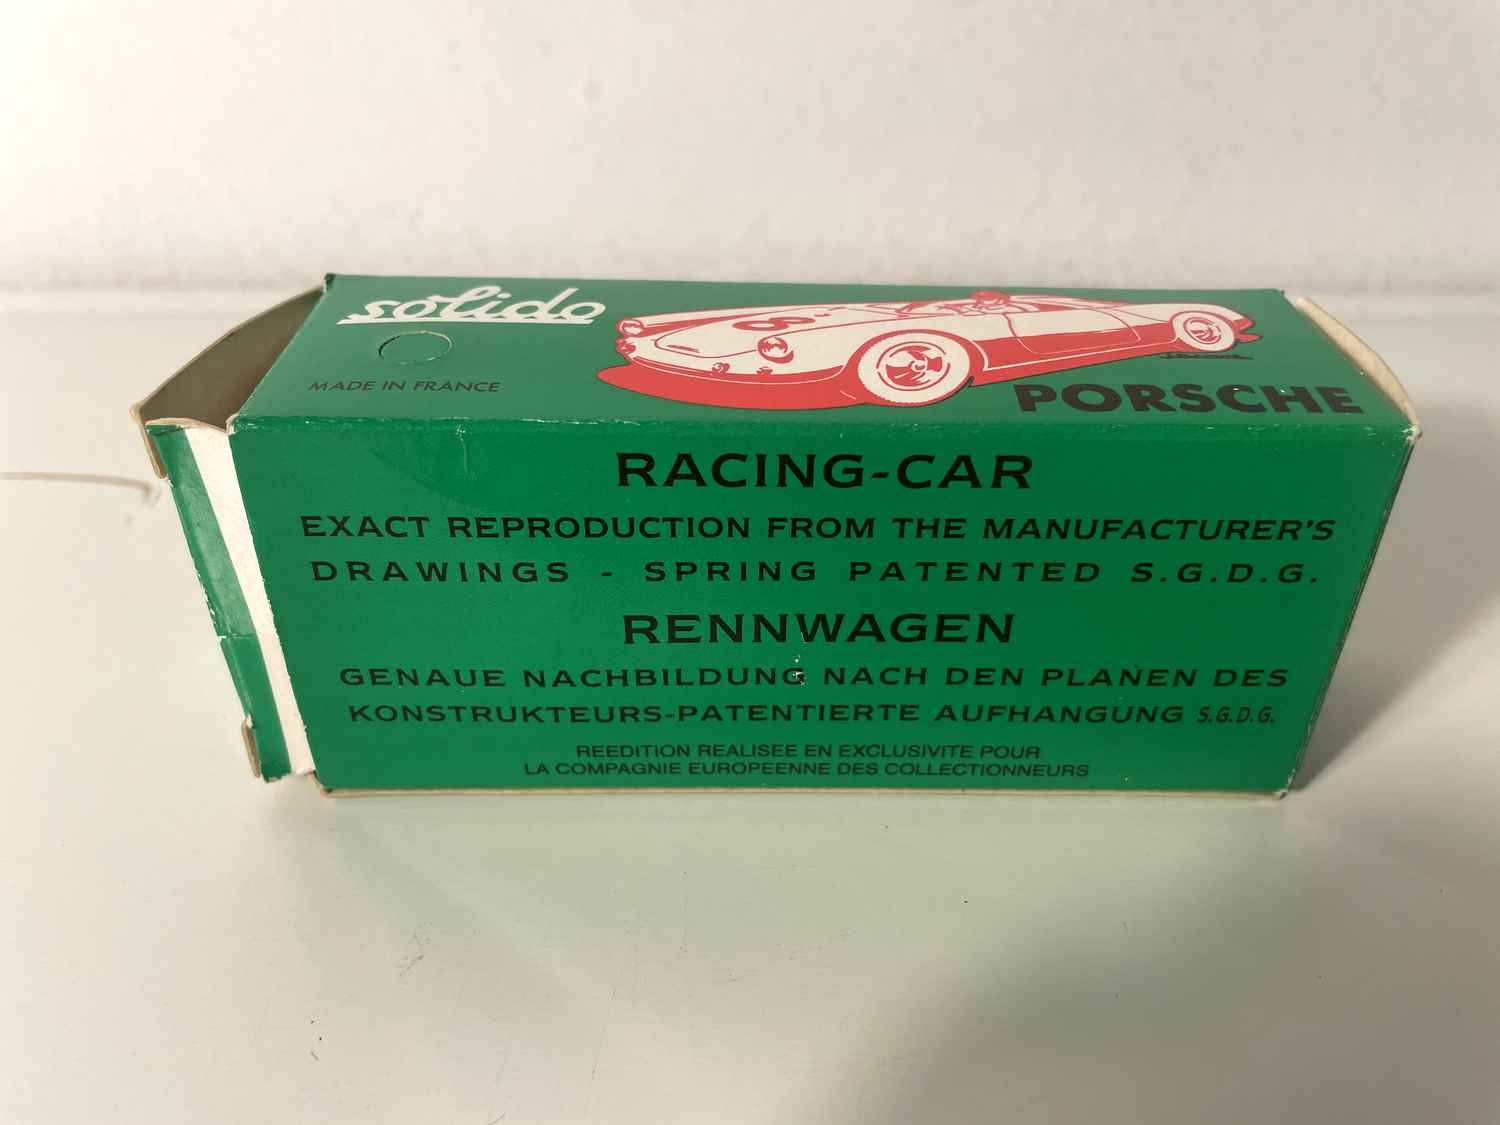 solido
MADE IN FRANCE
8
PORSCHE
RACING-CAR
EXACT REPRODUCTION FROM THE MANUFACTURER'S
DRAWINGS - SPRING PATENTED S.G.D.G.
RENNWAGEN
GENAUE NACHBILDUNG NACH DEN PLANEN DES
KONSTRUKTEURS-PATENTIERTE AUFHANGUNG S.G.D.G.
REEDITION REALISEE EN EXCLUSIVITE POUR
LA COMPAGNIE EUROPEENNE DES COLLECTIONNEURS